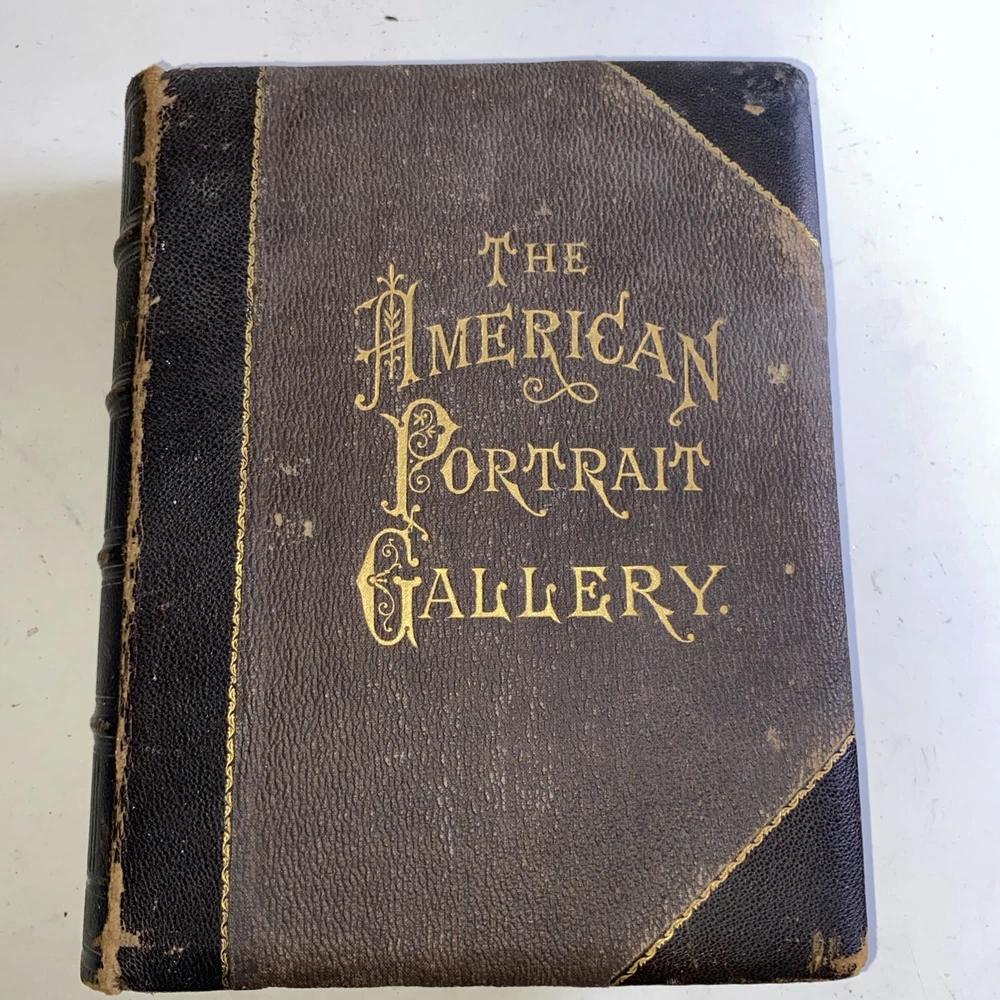 THE
AMERICAN
PORTRAIT
GALLERY.